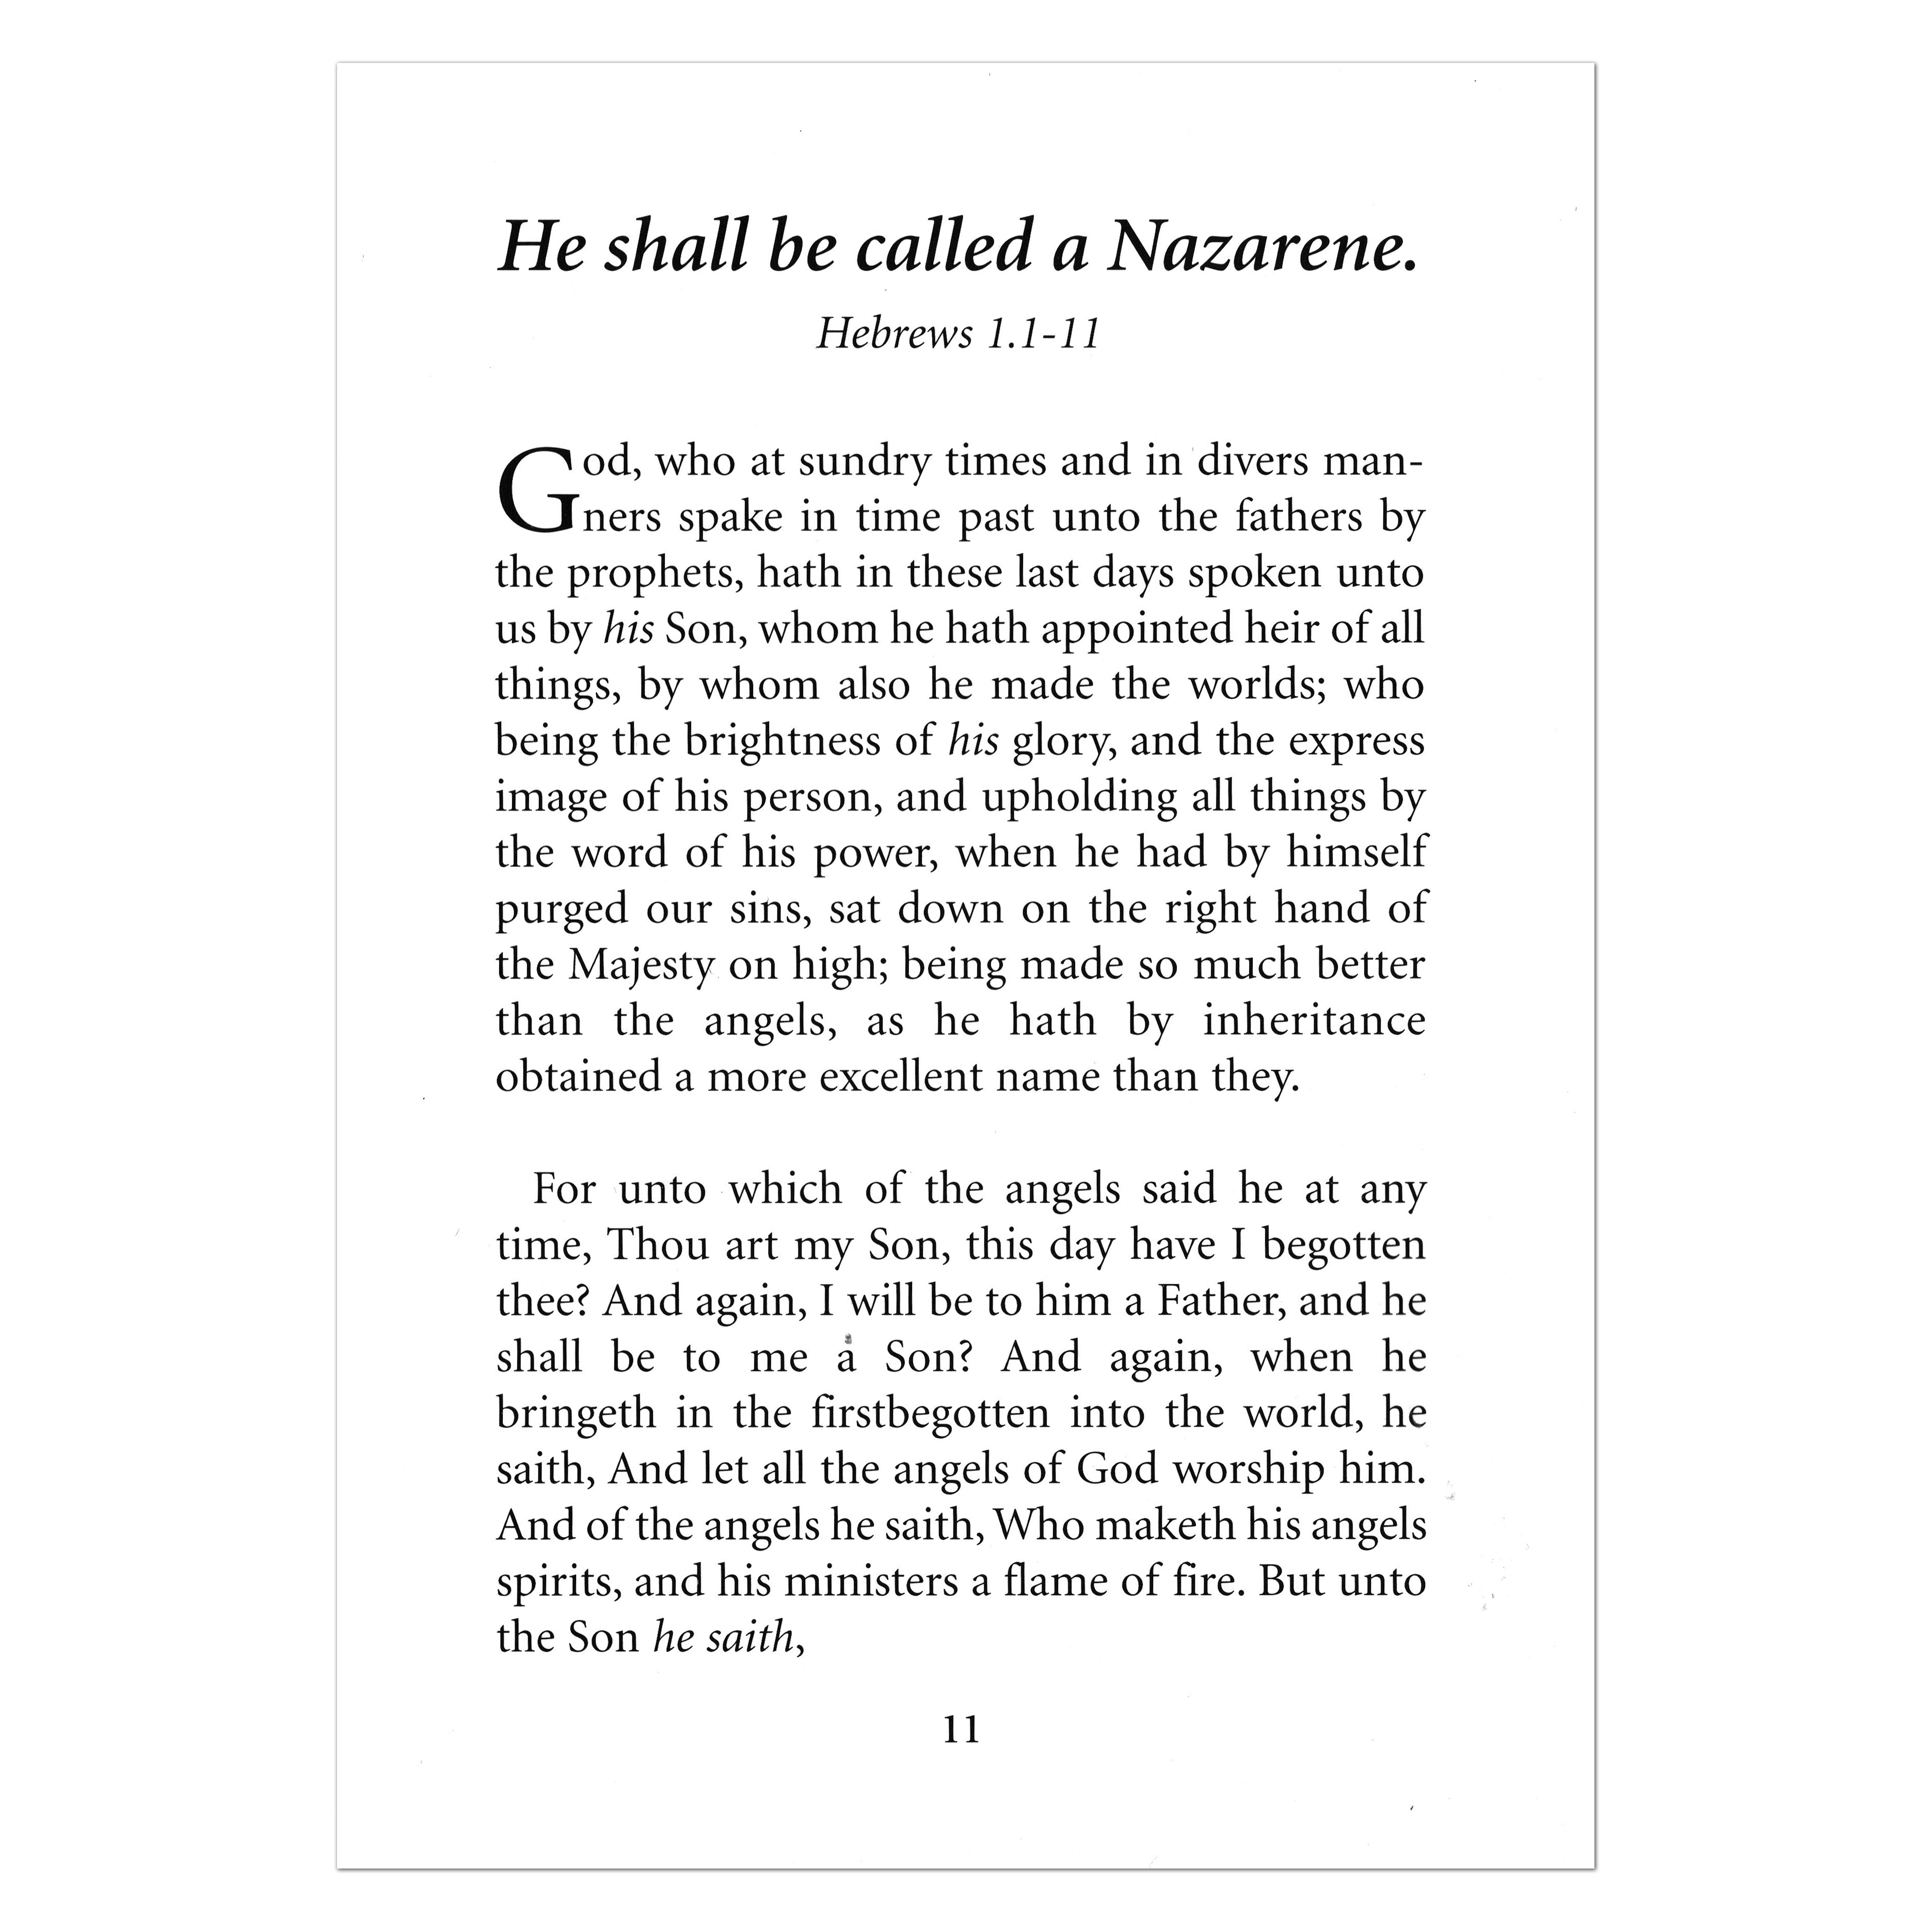 He shall be called a Nazarene.
Hebrews 1.1-11
God, who at sundry times and in divers man-
ners spake in time past unto the fathers by
the prophets, hath in these last days spoken unto
us by his Son, whom he hath appointed heir of all
things, by whom also he made the worlds; who
being the brightness of his glory, and the express
image of his person, and upholding all things by
the word of his power, when he had by himself
purged our sins, sat down on the right hand of
the Majesty on high; being made so much better
than the angels, as he hath by inheritance
obtained a more excellent name than they.
For unto which of the angels said he at any
time, Thou art my Son, this day have I begotten
thee? And again, I will be to him a Father, and he
shall be to me a Son? And again, when he
bringeth in the firstbegotten into the world, he
saith, And let all the angels of God worship him.
And of the angels he saith, Who maketh his angels
spirits, and his ministers a flame of fire. But unto
the Son he saith,
11